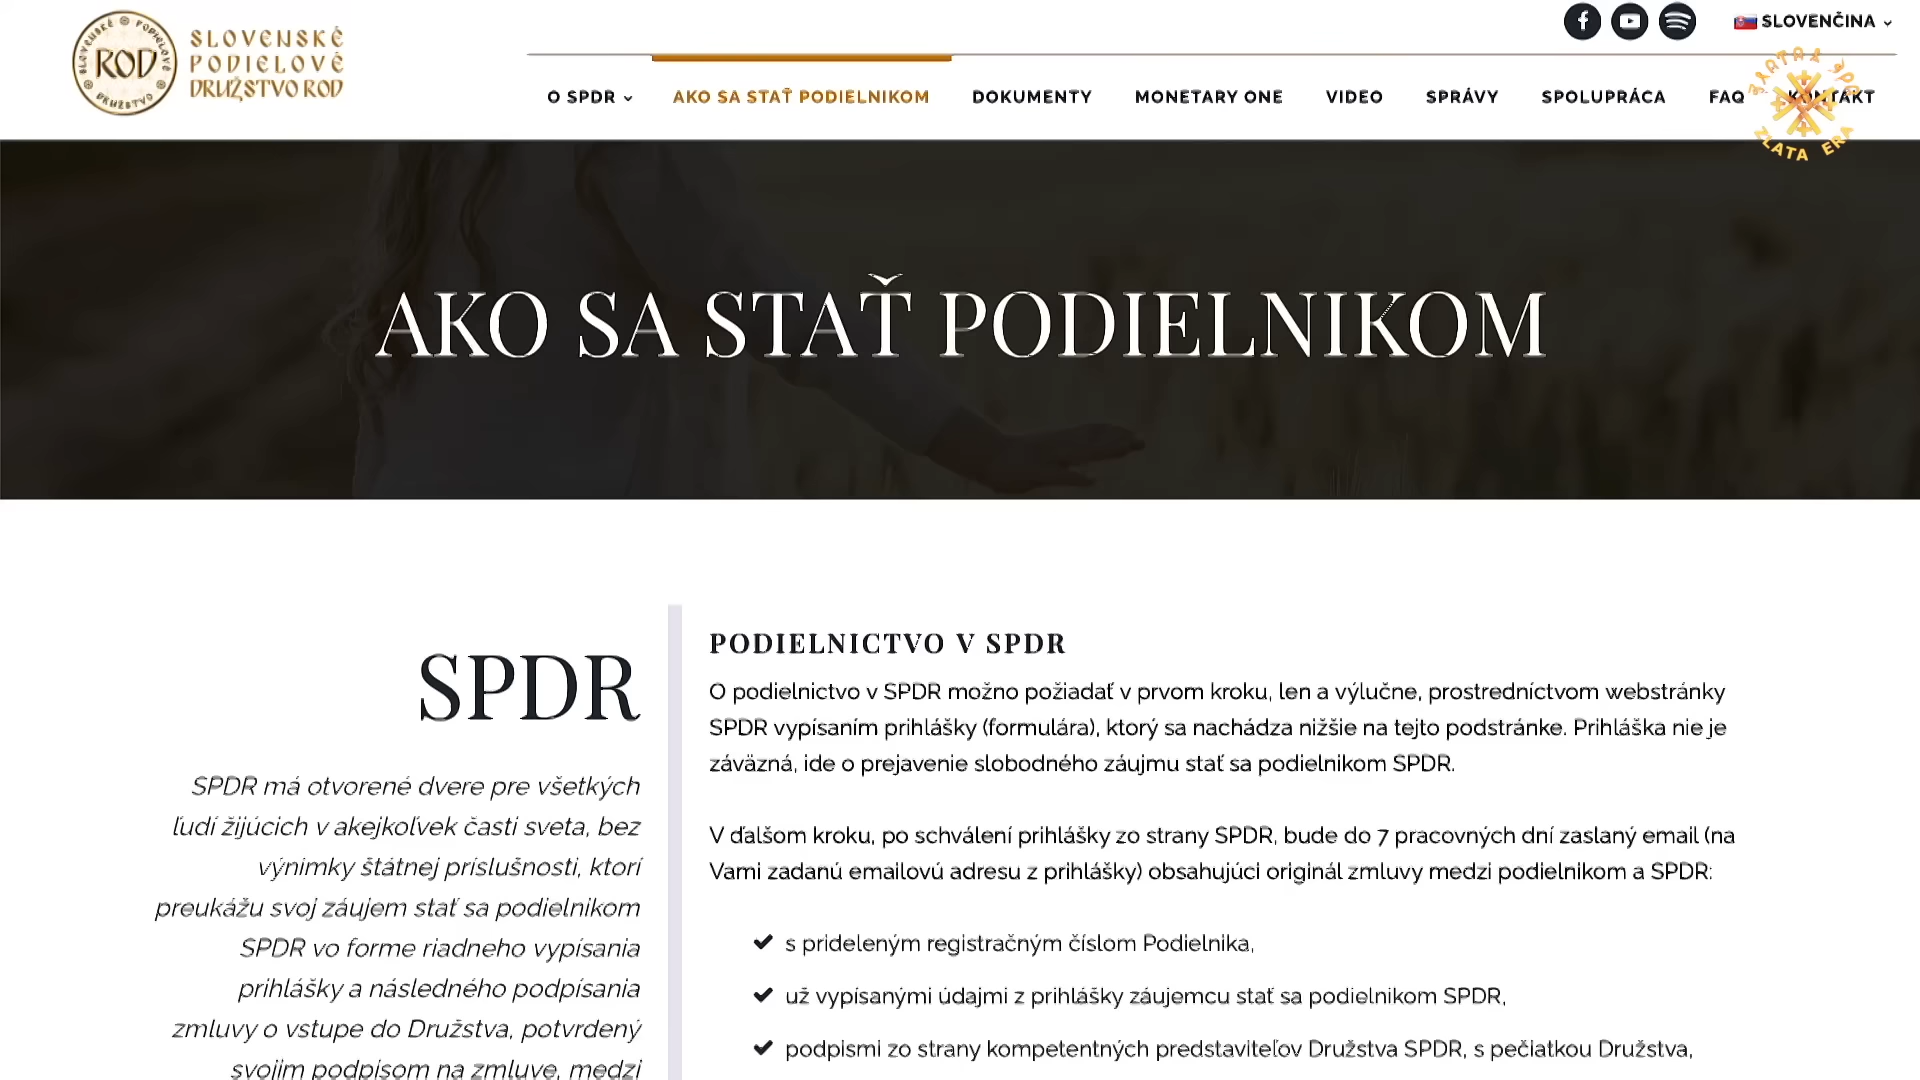 SLOVENSKÉ PODIELOVÉ DRUŽSTVO
ROD
SLOVENSKÉ
PODIELOVÉ
DRUŽSTVO ROD
SLOVENČINA
O SPDR
AKO SA STAŤ PODIELNIKOM
DOKUMENTY
MONETARY ONE
VIDEO
SPRÁVY
SPOLUPRÁCA
FAQ
KONTAKT
ZLATA ERA
AKO SA STAŤ PODIELNIKOM
SPDR
SPDR má otvorené dvere pre všetkých
ľudí žijúcich v akejkoľvek časti sveta, bez
výnimky štátnej príslušnosti, ktorí
preukážu svoj záujem stať sa podielnikom
SPDR vo forme riadneho vypísania
prihlášky a následného podpísania
zmluvy o vstupe do Družstva, potvrdený
svojim podpisom na zmluve, medzi
PODIELNICTVO V SPDR
O podielnictvo v SPDR možno požiadať v prvom kroku, len a výlučne, prostredníctvom webstránky
SPDR vypísaním prihlášky (formulára), ktorý sa nachádza nižšie na tejto podstránke. Prihláška nie je
záväzná, ide o prejavenie slobodného záujmu stať sa podielnikom SPDR.
V ďalšom kroku, po schválení prihlášky zo strany SPDR, bude do 7 pracovných dní zaslaný email (na
Vami zadanú emailovú adresu z prihlášky) obsahujúci originál zmluvy medzi podielnikom a SPDR:
s prideleným registračným číslom Podielnika,
už vypísanými údajmi z prihlášky záujemcu stať sa podielnikom SPDR,
podpismi zo strany kompetentných predstaviteľov Družstva SPDR, s pečiatkou Družstva,